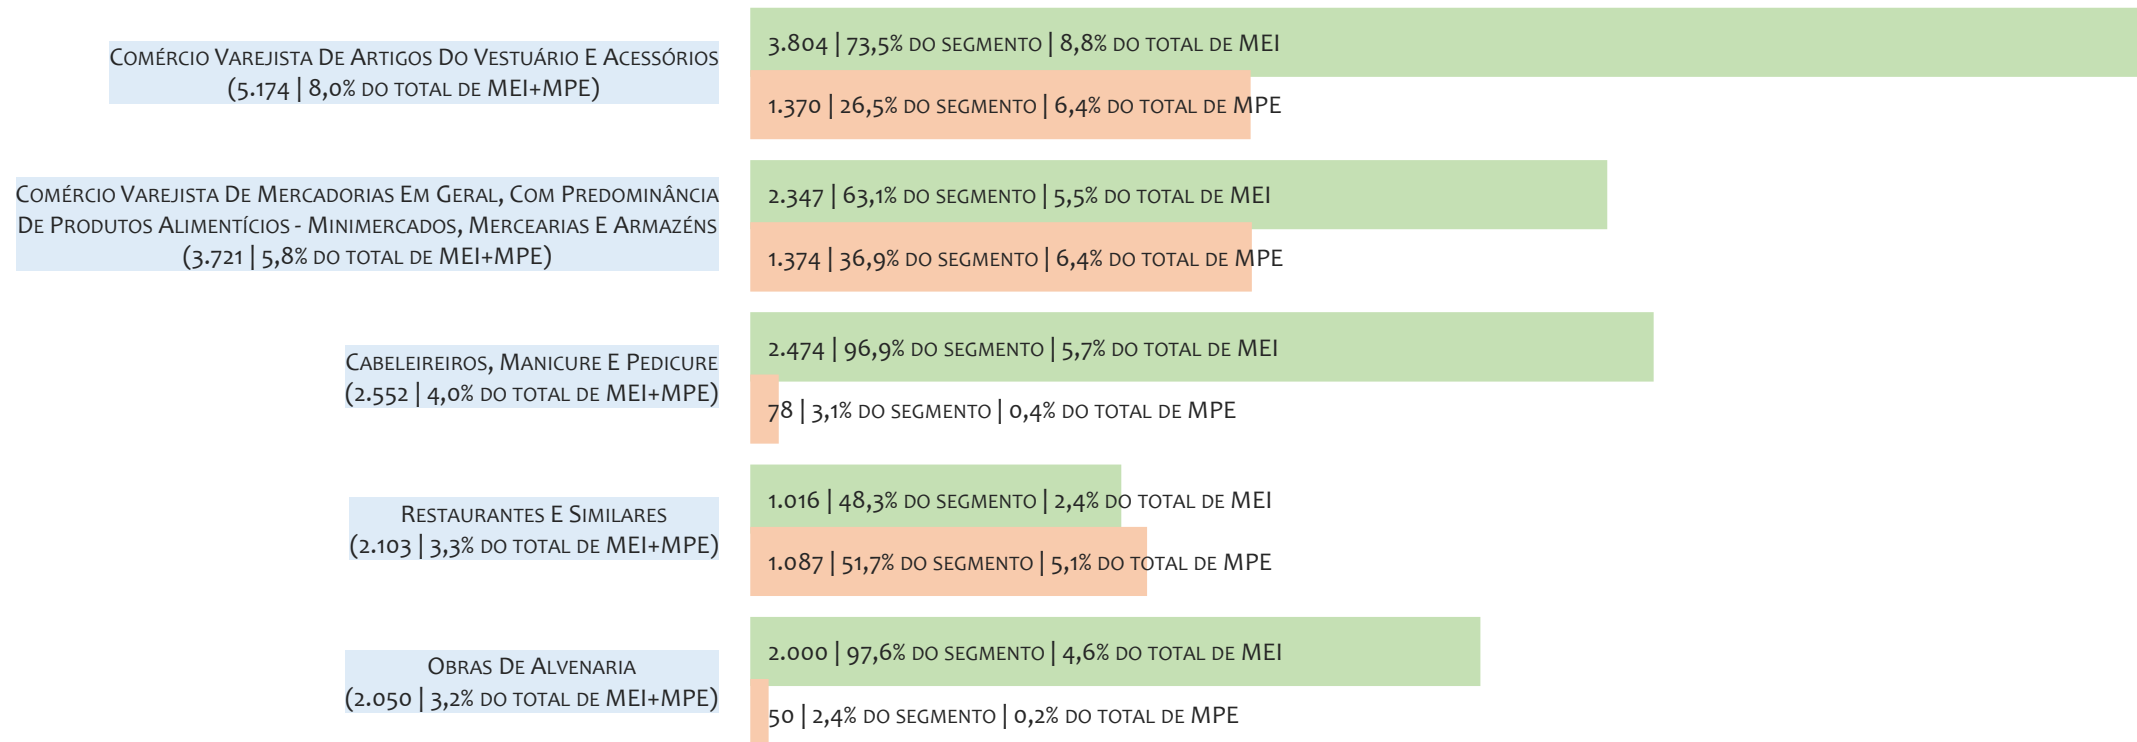 Comércio Varejista De Artigos Do Vestuário E Acessórios
(5.174 | 8,0% do total de MEI+MPE)
3.804 | 73,5% do segmento | 8,8% do total de MEI
1.370 | 26,5% do segmento | 6,4% do total de MPE
Comércio Varejista De Mercadorias Em Geral, Com Predominância
De Produtos Alimentícios - Minimercados, Mercearias E Armazéns
(3.721 | 5,8% do total de MEI+MPE)
2.347 | 63,1% do segmento | 5,5% do total de MEI
1.374 | 36,9% do segmento | 6,4% do total de MPE
Cabeleireiros, Manicure E Pedicure
(2.552 | 4,0% do total de MEI+MPE)
2.474 | 96,9% do segmento | 5,7% do total de MEI
78 | 3,1% do segmento | 0,4% do total de MPE
Restaurantes E Similares
(2.103 | 3,3% do total de MEI+MPE)
1.016 | 48,3% do segmento | 2,4% do total de MEI
1.087 | 51,7% do segmento | 5,1% do total de MPE
Obras De Alvenaria
(2.050 | 3,2% do total de MEI+MPE)
2.000 | 97,6% do segmento | 4,6% do total de MEI
50 | 2,4% do segmento | 0,2% do total de MPE